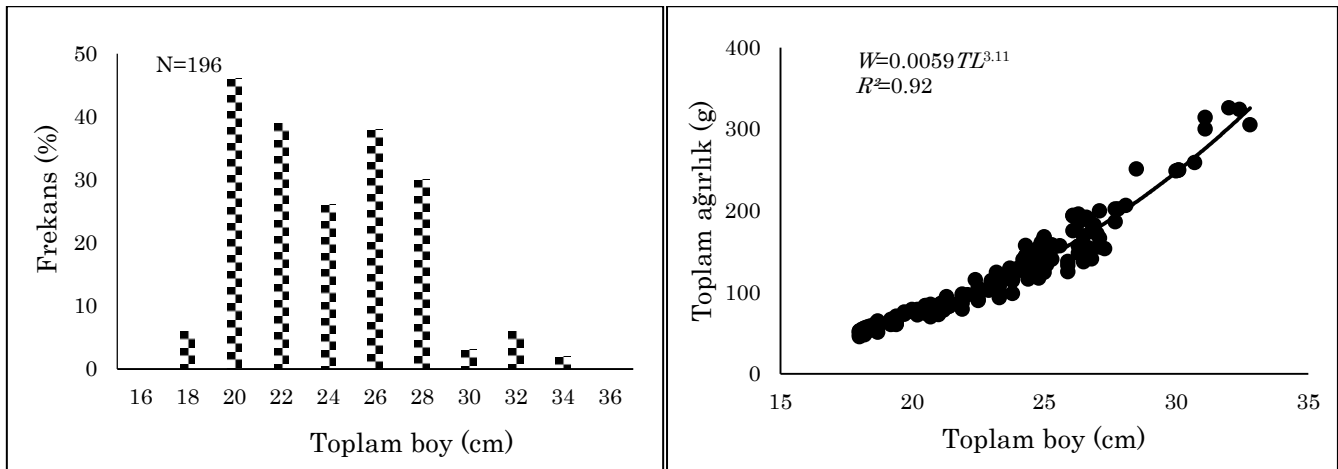 N=196
Frekans (%)
50
40
30
20
10
0
16 18 20 22 24 26 28 30 32 34 36
Toplam boy (cm)
W=0.0059TL³·¹¹
R²=0.92
Toplam ağırlık (g)
400
300
200
100
0
15 20 25 30 35
Toplam boy (cm)